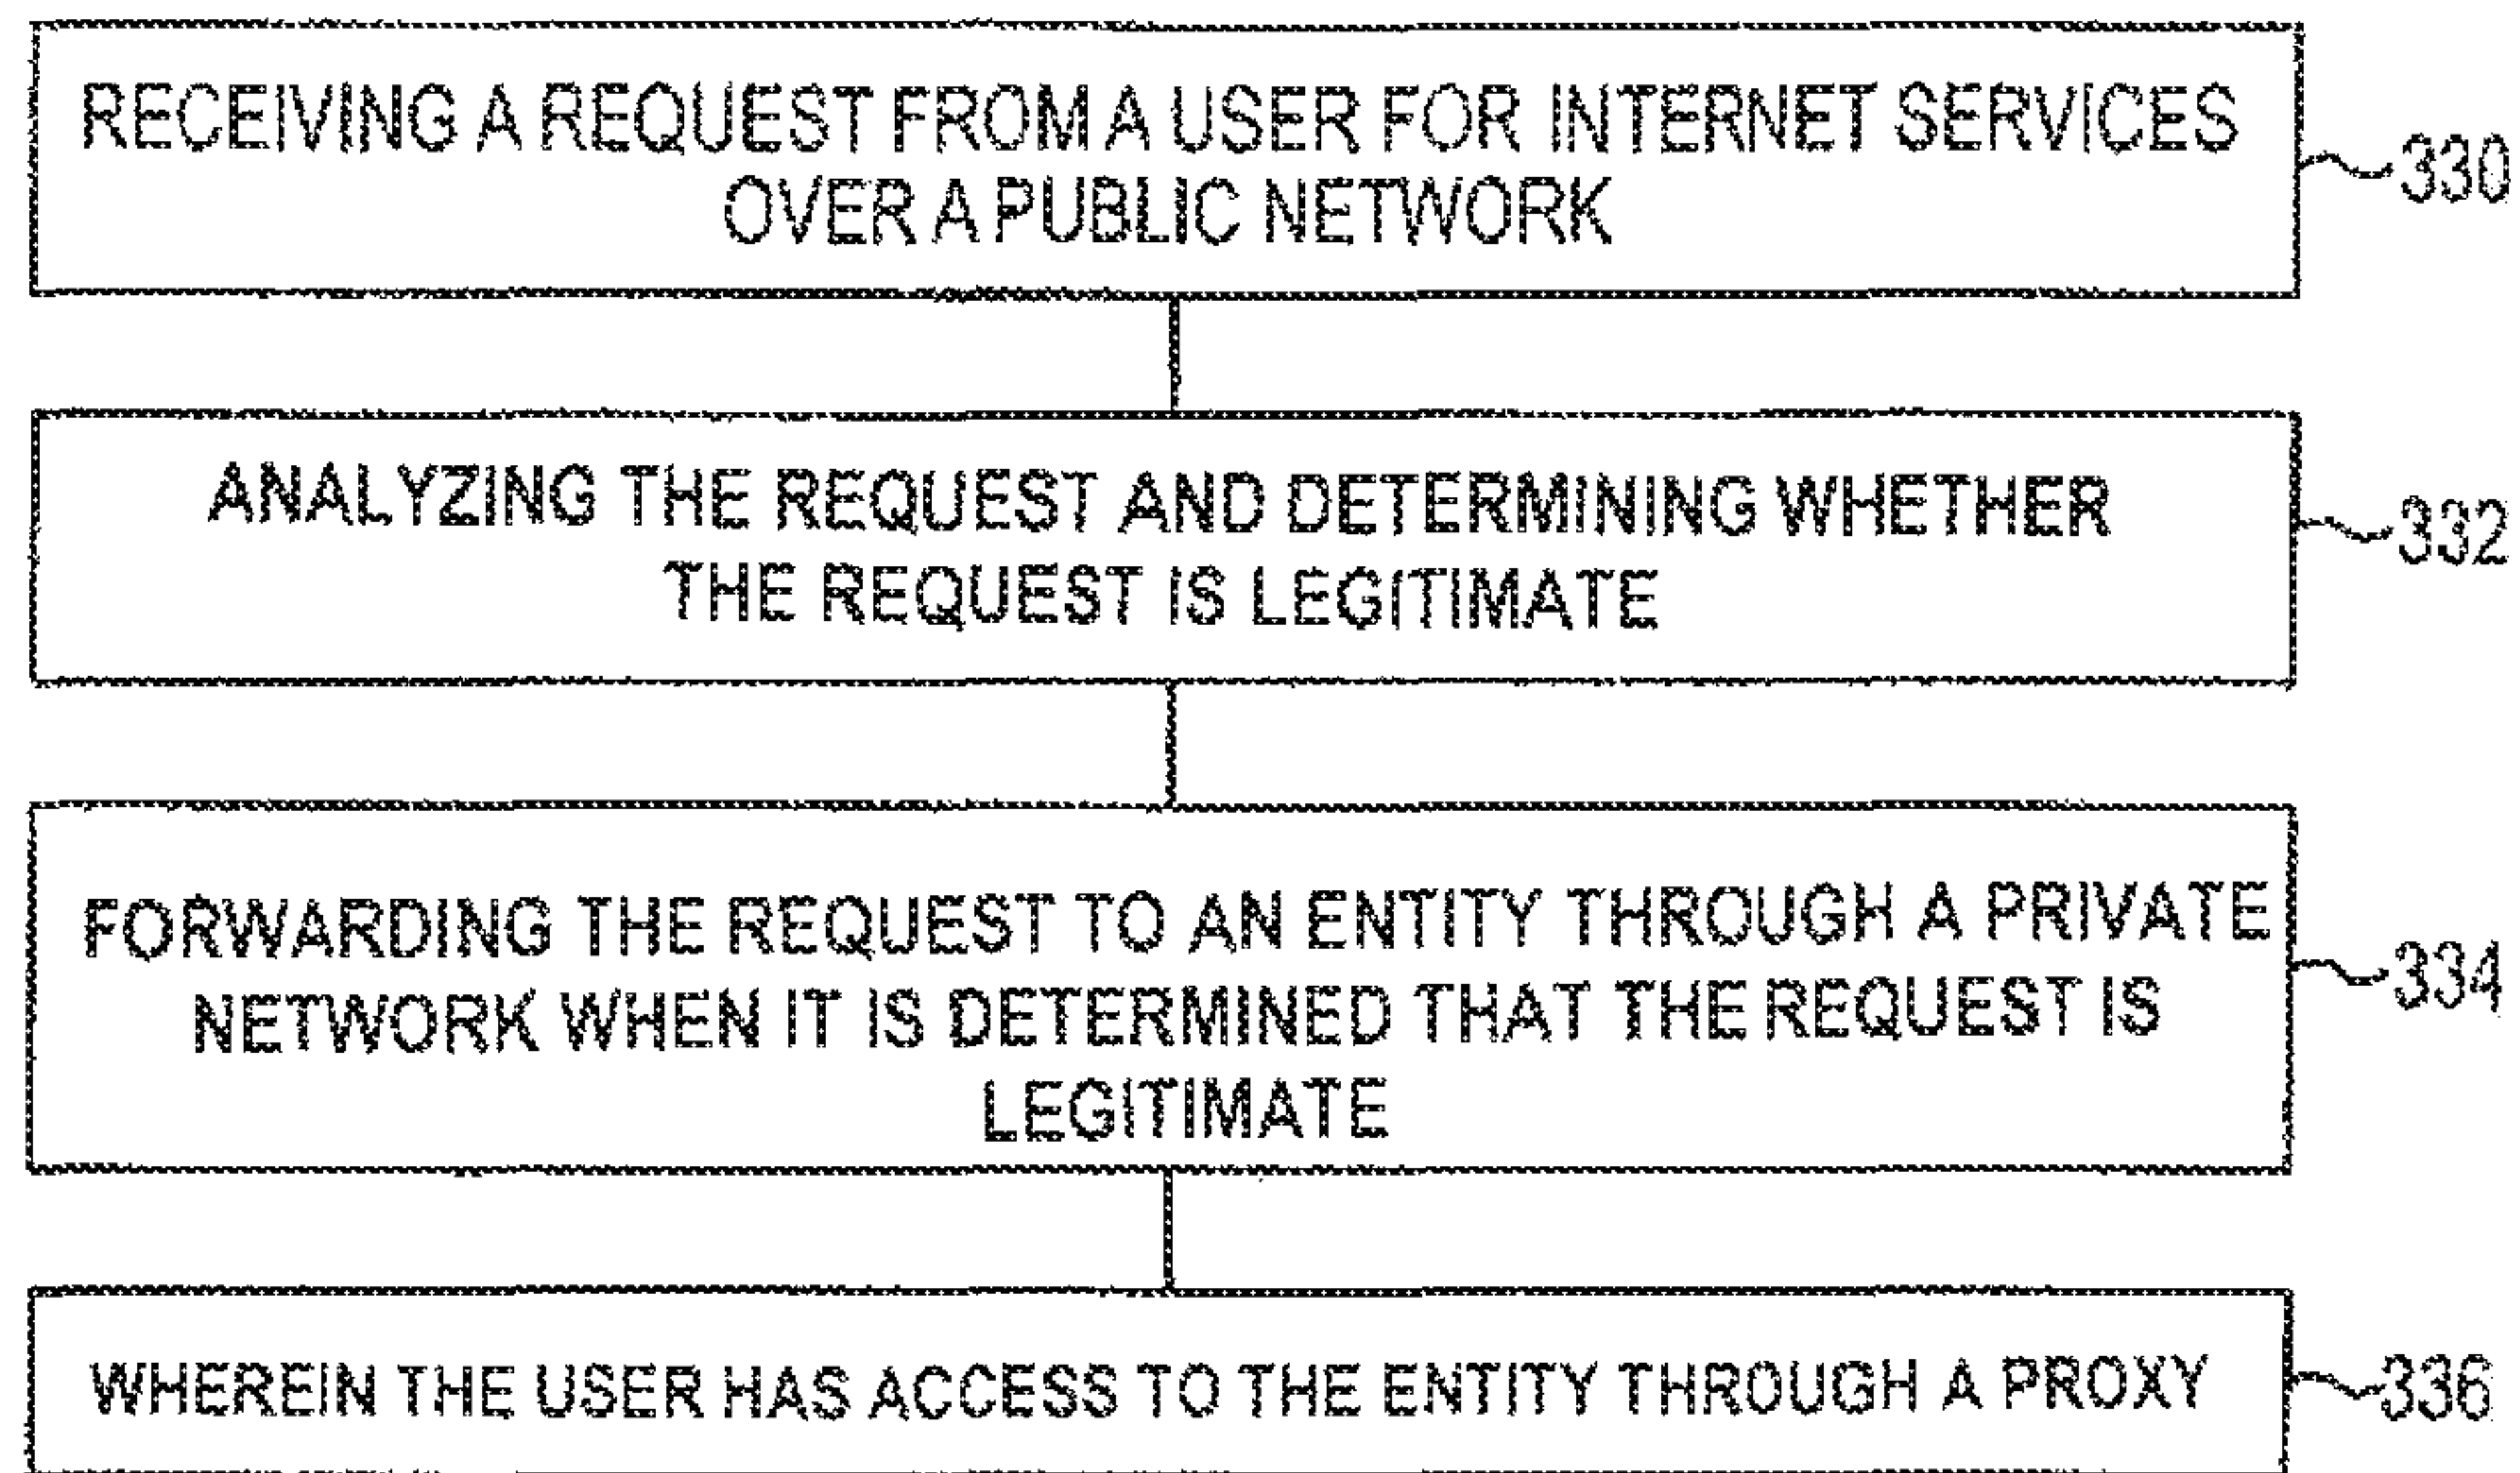 RECEIVING A REQUEST FROM A USER FOR INTERNET SERVICES
OVER A PUBLIC NETWORK
330
ANALYZING THE REQUEST AND DETERMINING WHETHER
THE REQUEST IS LEGITIMATE
332
FORWARDING THE REQUEST TO AN ENTITY THROUGH A PRIVATE
NETWORK WHEN IT IS DETERMINED THAT THE REQUEST IS
LEGITIMATE
334
WHEREIN THE USER HAS ACCESS TO THE ENTITY THROUGH A PROXY
336